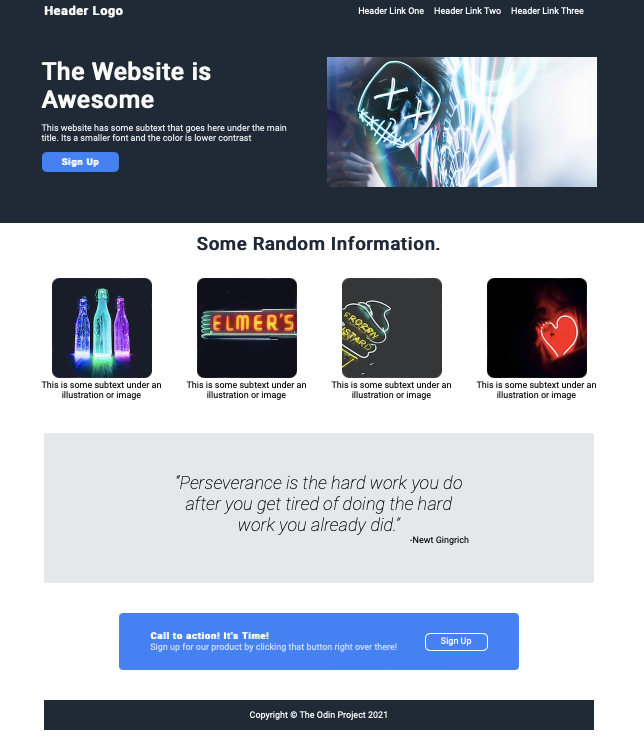 Header Logo
Header Link One
Header Link Two
Header Link Three
The Website is
Awesome
This website has some subtext that goes here under the main
title. Its a smaller font and the color is lower contrast
Sign Up
Some Random Information.
ELMER'S
FROZEN
STAR
This is some subtext under an
illustration or image
This is some subtext under an
illustration or image
This is some subtext under an
illustration or image
This is some subtext under an
illustration or image
“Perseverance is the hard work you do
after you get tired of doing the hard
work you already did.”
-Newt Gingrich
Call to action! It's Time!
Sign up for our product by clicking that button right over there!
Sign Up
Copyright © The Odin Project 2021